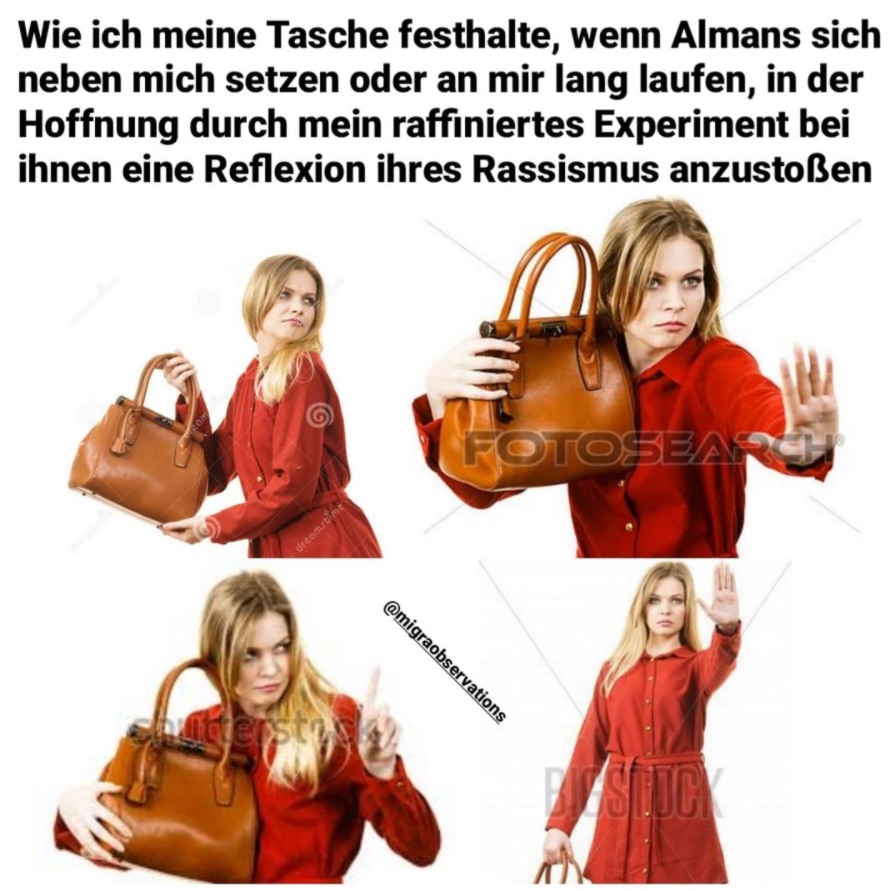 Wie ich meine Tasche festhalte, wenn Almans sich
neben mich setzen oder an mir lang laufen, in der
Hoffnung durch mein raffiniertes Experiment bei
ihnen eine Reflexion ihres Rassismus anzustoßen
dreamstime
FOTOSEARCH®
@migraobservations
shutterstock
BIGSTOCK